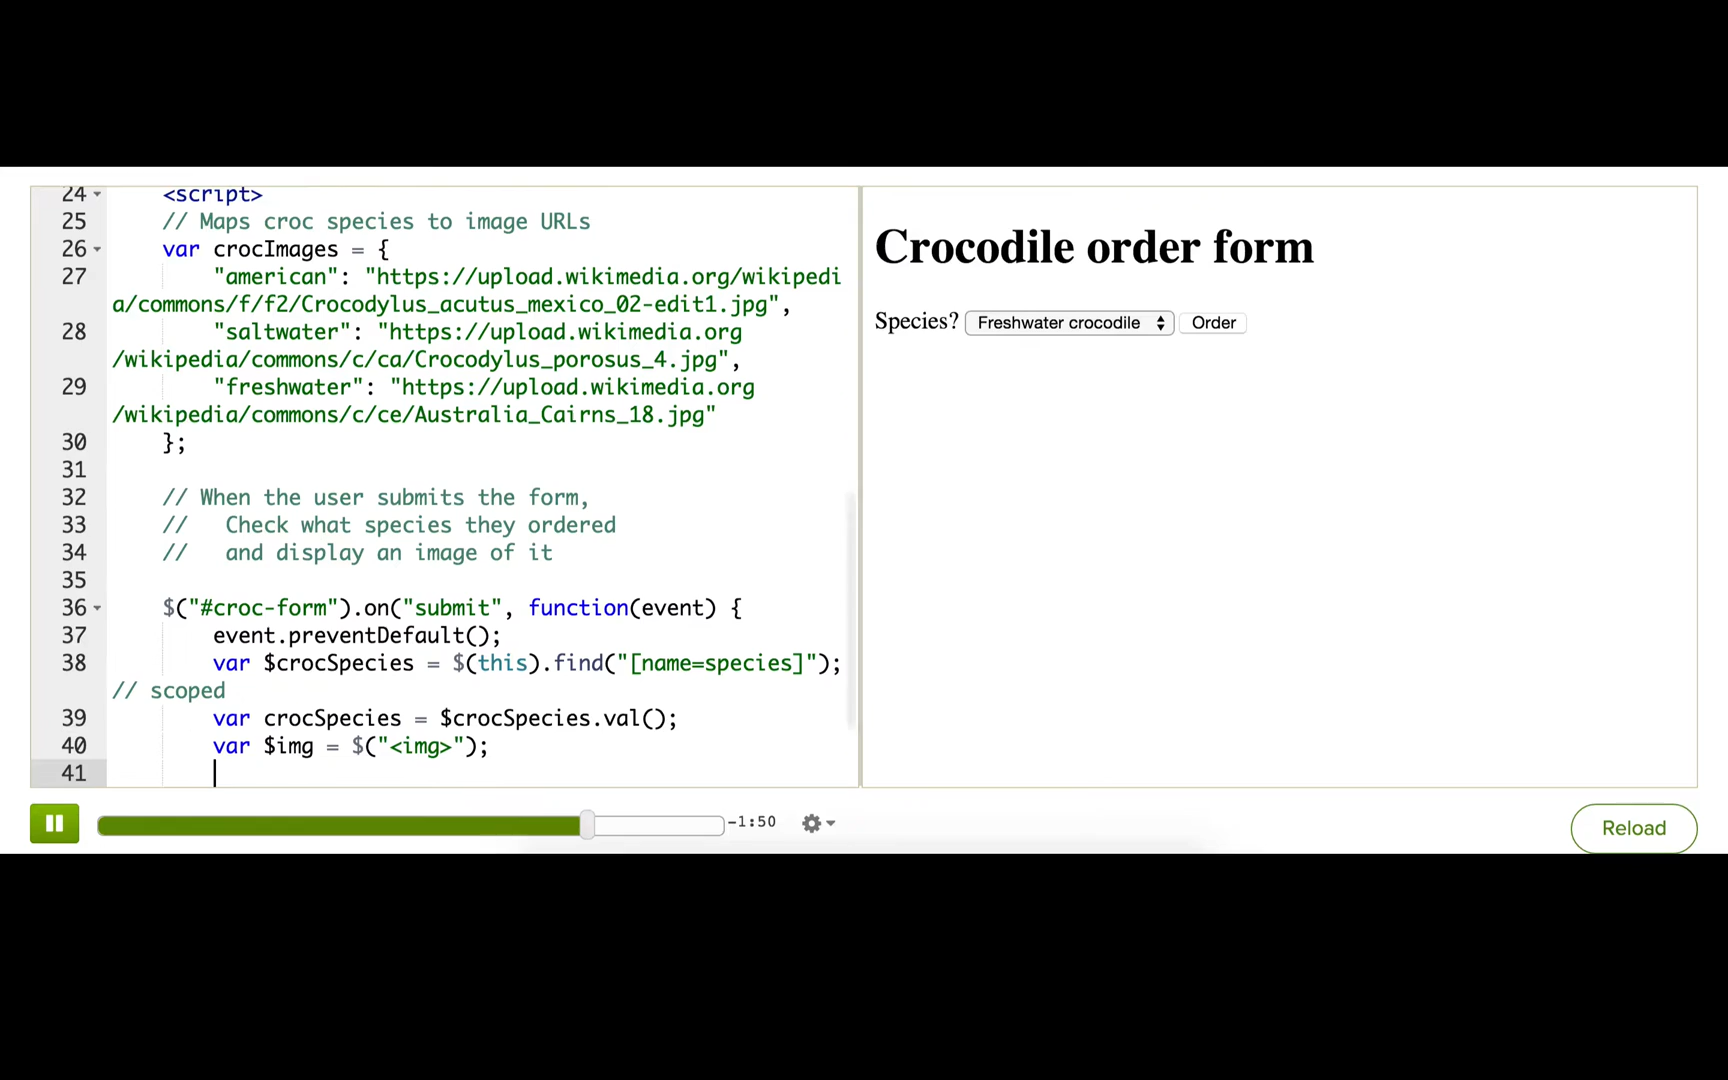 24 <script>
25 // Maps croc species to image URLs
26 var crocImages = {
27 "american": "https://upload.wikimedia.org/wikipedi
a/commons/f/f2/Crocodylus_acutus_mexico_02-edit1.jpg",
28 "saltwater": "https://upload.wikimedia.org
/wikipedia/commons/c/ca/Crocodylus_porosus_4.jpg",
29 "freshwater": "https://upload.wikimedia.org
/wikipedia/commons/c/ce/Australia_Cairns_18.jpg"
30 };
31
32 // When the user submits the form,
33 // Check what species they ordered
34 // and display an image of it
35
36 $("#croc-form").on("submit", function(event) {
37 event.preventDefault();
38 var $crocSpecies = $(this).find("[name=species]");
// scoped
39 var crocSpecies = $crocSpecies.val();
40 var $img = $("<img>");
41
Crocodile order form
Species? Freshwater crocodile Order
-1:50
Reload